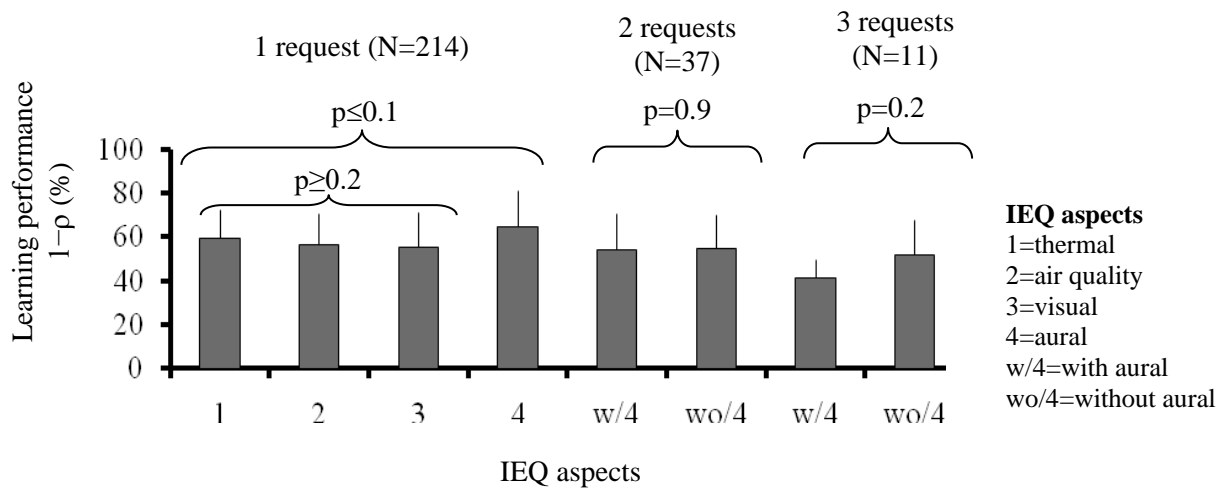 1 request (N=214)
2 requests
(N=37)
3 requests
(N=11)
p≤0.1
p=0.9
p=0.2
p≥0.2
Learning performance
1−ρ (%)
100
80
60
40
20
0
1 2 3 4 w/4 wo/4 w/4 wo/4
IEQ aspects
IEQ aspects
1=thermal
2=air quality
3=visual
4=aural
w/4=with aural
wo/4=without aural